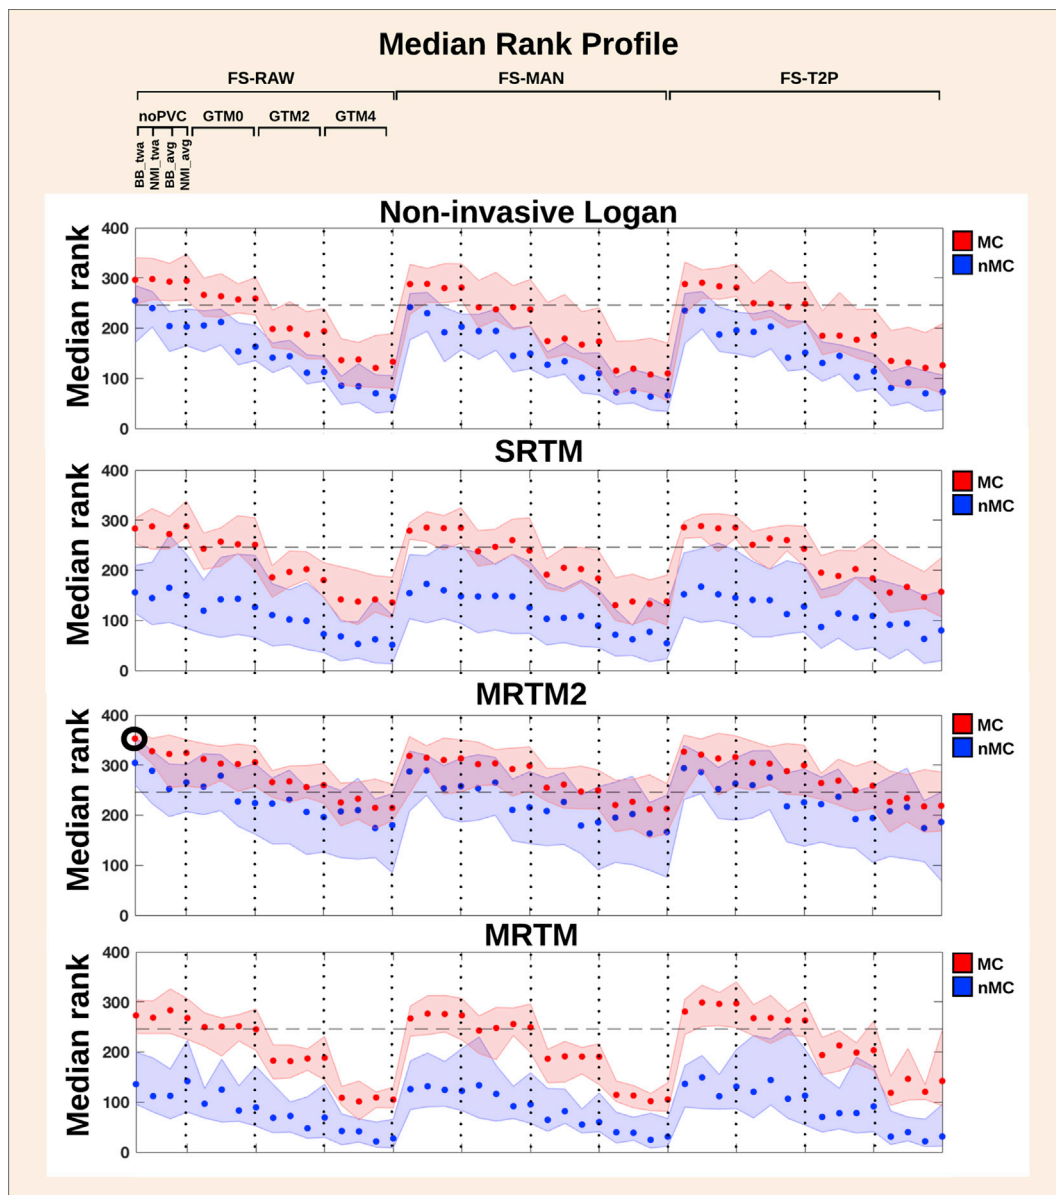 Median Rank Profile
FS-RAW FS-MAN FS-T2P
noPVC GTM0 GTM2 GTM4
BB_twa
NMI_twa
BB_avg
NMI_avg
Non-invasive Logan
Median rank
400
300
200
100
0
MC
nMC
SRTM
Median rank
400
300
200
100
0
MC
nMC
MRTM2
Median rank
400
300
200
100
0
MC
nMC
MRTM
Median rank
400
300
200
100
0
MC
nMC